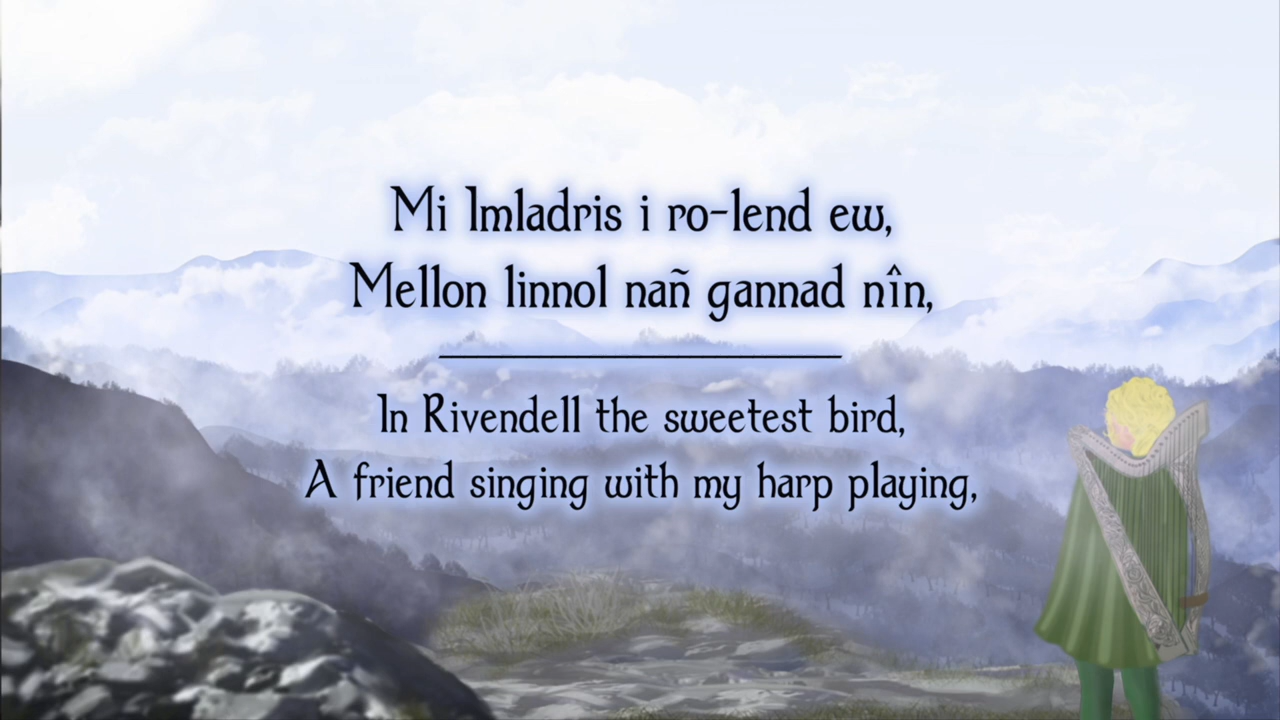 Mi Imladris i ro-lend ew,
Mellon linnol nañ gannad nîn,
In Rivendell the sweetest bird,
A friend singing with my harp playing,